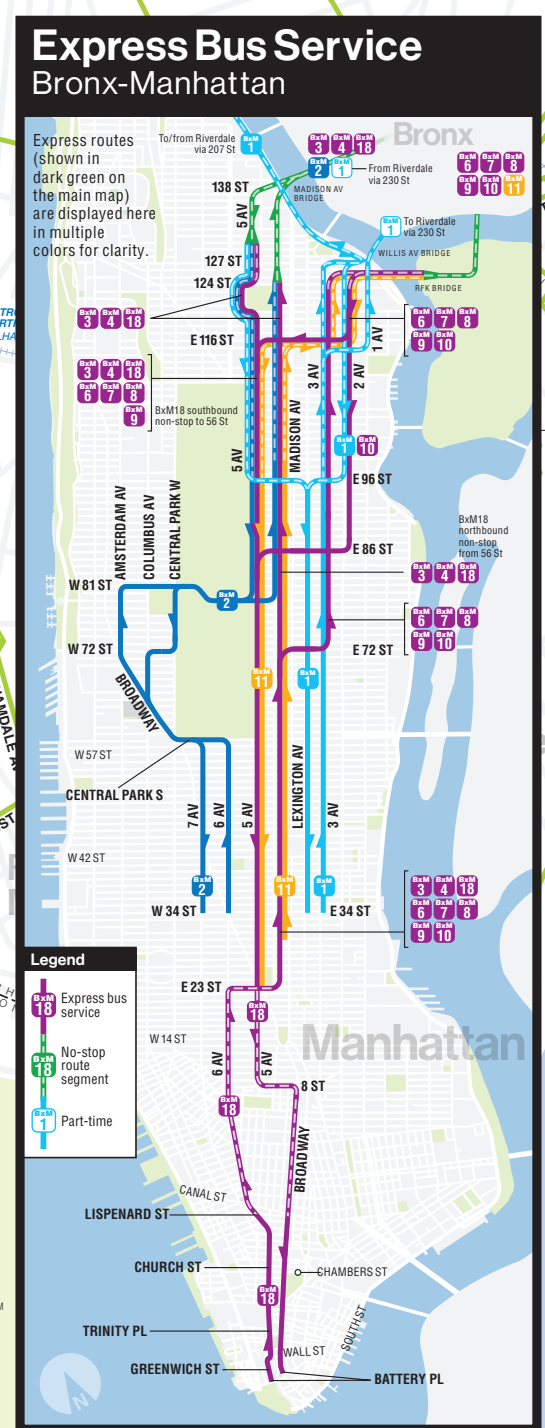 Express Bus Service
Bronx-Manhattan
Express routes
(shown in
dark green on
the main map)
are displayed here
in multiple
colors for clarity.
To/from Riverdale
via 207 St
BxM
1
BxM
3
BxM
4
BxM
18
BxM
2
BxM
1
From Riverdale
via 230 St
Bronx
BxM
6
BxM
7
BxM
8
BxM
9
BxM
10
BxM
11
138 ST
MADISON AV
BRIDGE
BxM
1
To Riverdale
via 230 St
5 AV
WILLIS AV BRIDGE
127 ST
124 ST
RFK BRIDGE
BxM
3
BxM
4
BxM
18
BxM
6
BxM
7
BxM
8
BxM
9
BxM
10
E 116 ST
1 AV
BxM
3
BxM
4
BxM
18
BxM
6
BxM
7
BxM
8
BxM
9
BxM18 southbound
non-stop to 56 St
3 AV
2 AV
MADISON AV
5 AV
BxM
1
BxM
10
E 96 ST
AMSTERDAM AV
COLUMBUS AV
CENTRAL PARK W
BxM18
northbound
non-stop
from 56 St
E 86 ST
BxM
3
BxM
4
BxM
18
W 81 ST
BxM
2
BxM
6
BxM
7
BxM
8
BxM
9
BxM
10
W 72 ST
E 72 ST
BROADWAY
BxM
11
BxM
1
W 57 ST
CENTRAL PARK S
7 AV
6 AV
5 AV
LEXINGTON AV
3 AV
W 42 ST
BxM
2
BxM
11
BxM
1
BxM
3
BxM
4
BxM
18
BxM
6
BxM
7
BxM
8
BxM
9
BxM
10
W 34 ST
E 34 ST
Legend
BxM
18
Express bus
service
BxM
18
No-stop
route
segment
BxM
1
Part-time
E 23 ST
BxM
18
W 14 ST
Manhattan
6 AV
5 AV
8 ST
BxM
18
BROADWAY
CANAL ST
LISPENARD ST
CHURCH ST
CHAMBERS ST
BxM
18
TRINITY PL
SOUTH ST
WALL ST
GREENWICH ST
BATTERY PL
N